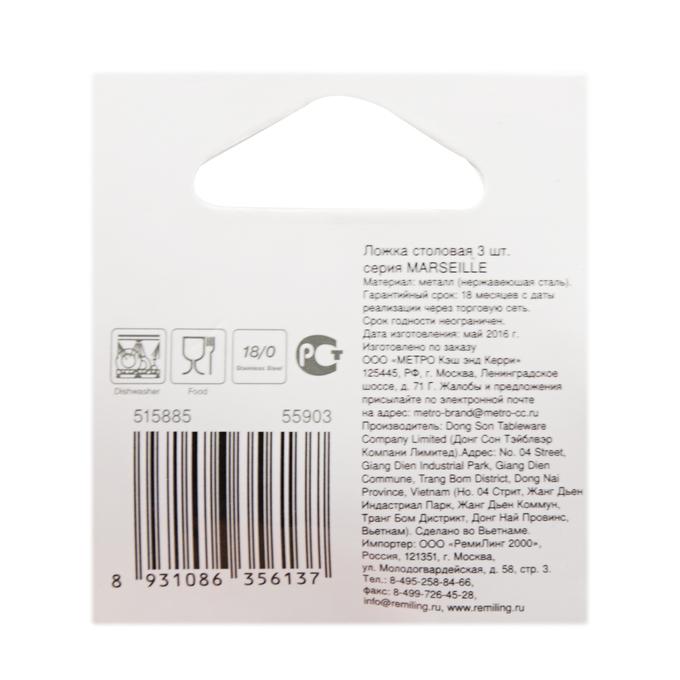 Ложка столовая 3 шт.
серия MARSEILLE
Материал: металл (нержавеющая сталь).
Гарантийный срок: 18 месяцев с даты
реализации через торговую сеть.
Срок годности неограничен.
Дата изготовления: май 2016 г.
Изготовлено по заказу
ООО «МЕТРО Кэш энд Керри»
125445, РФ, г. Москва, Ленинградское
шоссе, д. 71 Г. Жалобы и предложения
присылайте по электронной почте
на адрес: metro-brand@metro-cc.ru
Производитель: Dong Son Tableware
Company Limited (Донг Сон Тэйблвэр
Компани Лимитед).Адрес: No. 04 Street,
Giang Dien Industrial Park, Giang Dien
Commune, Trang Bom District, Dong Nai
Province, Vietnam (Но. 04 Стрит, Жанг Дьен
Индастриал Парк, Жанг Дьен Коммун,
Транг Бом Дистрикт, Донг Най Провинс,
Вьетнам). Сделано во Вьетнаме.
Импортер: ООО «РемиЛинг 2000»,
Россия, 121351, г. Москва,
ул. Молодогвардейская, д. 58, стр. 3.
Тел.: 8-495-258-84-66,
факс: 8-499-726-45-28,
info@remiling.ru, www.remiling.ru
18/0
Stainless Steel
РСТ
Dishwasher
Food
515885 55903
8 931086 356137